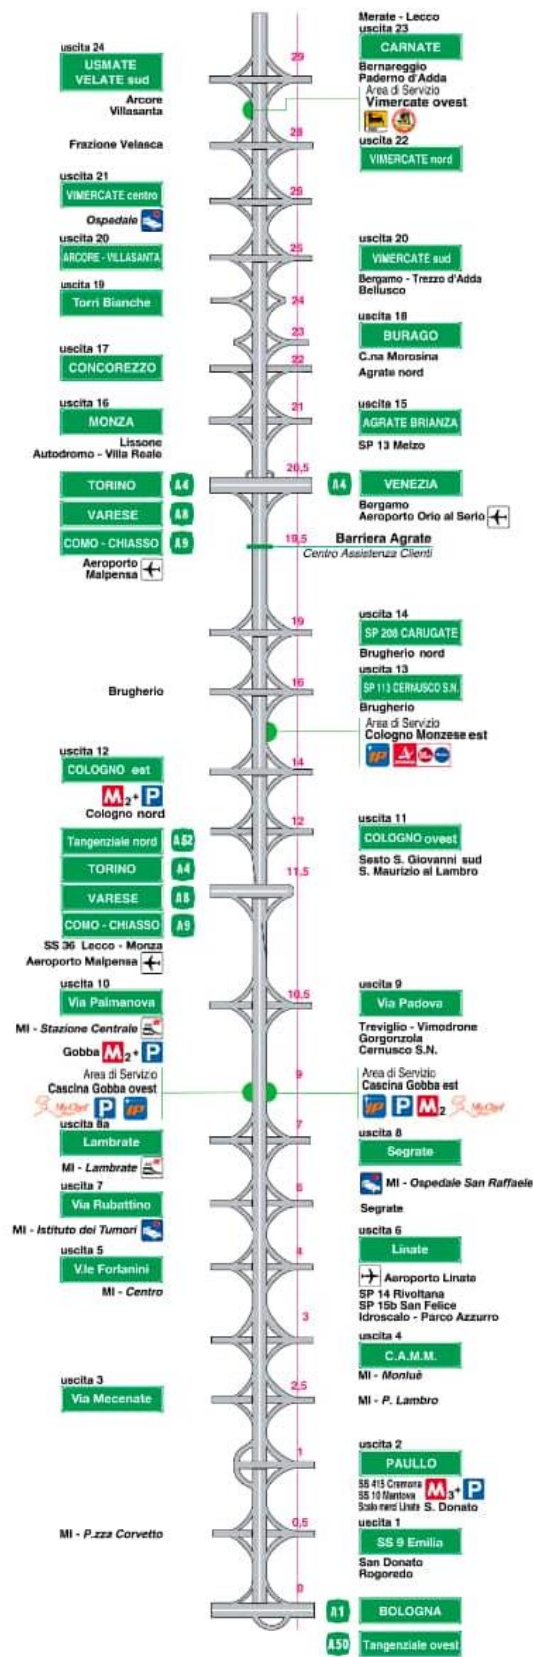 Merate - Lecco
uscita 23
CARNATE
Bernareggio
Paderno d'Adda
uscita 24
USMATE
VELATE sud
Arcore
Villasanta
29
Area di Servizio
Vimercate ovest
Frazione Velasca
28
uscita 22
VIMERCATE nord
uscita 21
VIMERCATE centro
Ospedale
26
uscita 20
ARCORE - VILLASANTA
25
uscita 20
VIMERCATE sud
Bergamo - Trezzo d'Adda
Bellusco
uscita 19
Torri Bianche
24
uscita 18
BURAGO
C.na Morosina
Agrate nord
23
uscita 17
CONCOREZZO
22
uscita 16
MONZA
Lissone
Autodromo - Villa Reale
21
uscita 15
AGRATE BRIANZA
SP 13 Melzo
20,5
TORINO A4
VARESE A8
COMO - CHIASSO A9
Aeroporto
Malpensa
A4 VENEZIA
Bergamo
Aeroporto Orio al Serio
19,5
Barriera Agrate
Centro Assistenza Clienti
19
uscita 14
SP 208 CARUGATE
Brugherio nord
Brugherio
16
uscita 13
SP 113 CERNUSCO S.N.
Brugherio
Area di Servizio
Cologno Monzese est
IP
uscita 12
COLOGNO est
M2+P
Cologno nord
14
12
uscita 11
COLOGNO ovest
Sesto S. Giovanni sud
S. Maurizio al Lambro
11,5
Tangenziale nord A52
TORINO A4
VARESE A8
COMO - CHIASSO A9
SS 36 Lecco - Monza
Aeroporto Malpensa
uscita 10
Via Palmanova
MI - Stazione Centrale
Gobba M2+P
10,5
uscita 9
Via Padova
Treviglio - Vimodrone
Gorgonzola
Cernusco S.N.
9
Area di Servizio
Cascina Gobba ovest
MyChef P IP
Area di Servizio
Cascina Gobba est
IP P M2 MyChef
uscita 8a
Lambrate
MI - Lambrate
7
uscita 8
Segrate
MI - Ospedale San Raffaele
Segrate
uscita 7
Via Rubattino
MI - Istituto dei Tumori
6
uscita 6
Linate
Aeroporto Linate
SP 14 Rivoltana
SP 15b San Felice
Idroscalo - Parco Azzurro
uscita 5
V.le Forlanini
MI - Centro
4
3
uscita 4
C.A.M.M.
MI - Monluè
MI - P. Lambro
uscita 3
Via Mecenate
2,5
1
uscita 2
PAULLO
SS 415 Cremona
SS 10 Mantova
Scalo merci Linate
M3+P
S. Donato
MI - P.zza Corvetto
0,5
uscita 1
SS 9 Emilia
San Donato
Rogoredo
0
A1 BOLOGNA
A50 Tangenziale ovest